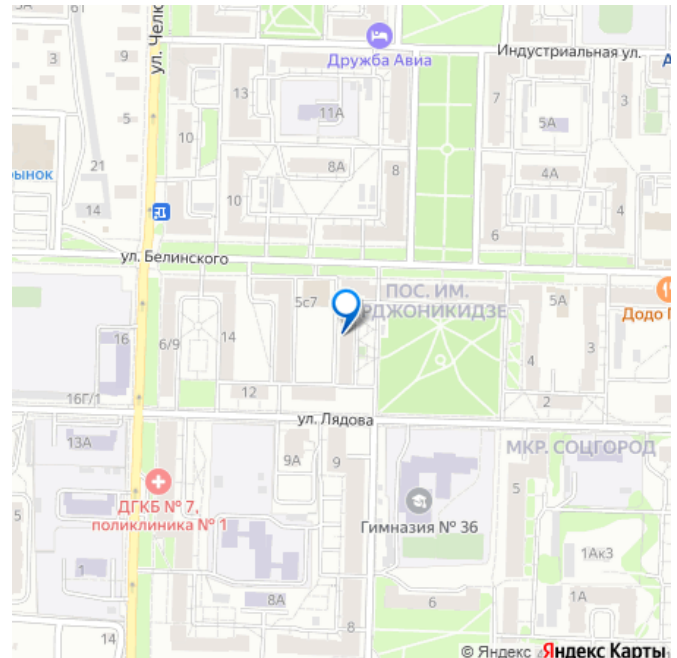 3А
61
3
9
ул. Челю
Дружба Авиа
Индустриальная ул.
А
13
11А
7
3
5
10
5А
21
8А
8
4А
рынок
14
10
4
6
ул. Белинского
ПОС. ИМ.
РДЖОНИКИДЗЕ
5с7
5А
Додо П
16
6/9
14
4
3
12
2
16Г/1
ул. Лядова
13А
9А
9
МКР. СОЦГОРОД
5
ДГКБ № 7,
поликлиника № 1
Гимназия № 36
1Ак3
1
8А
6
1А
14
8
© Яндекс Яндекс Карты